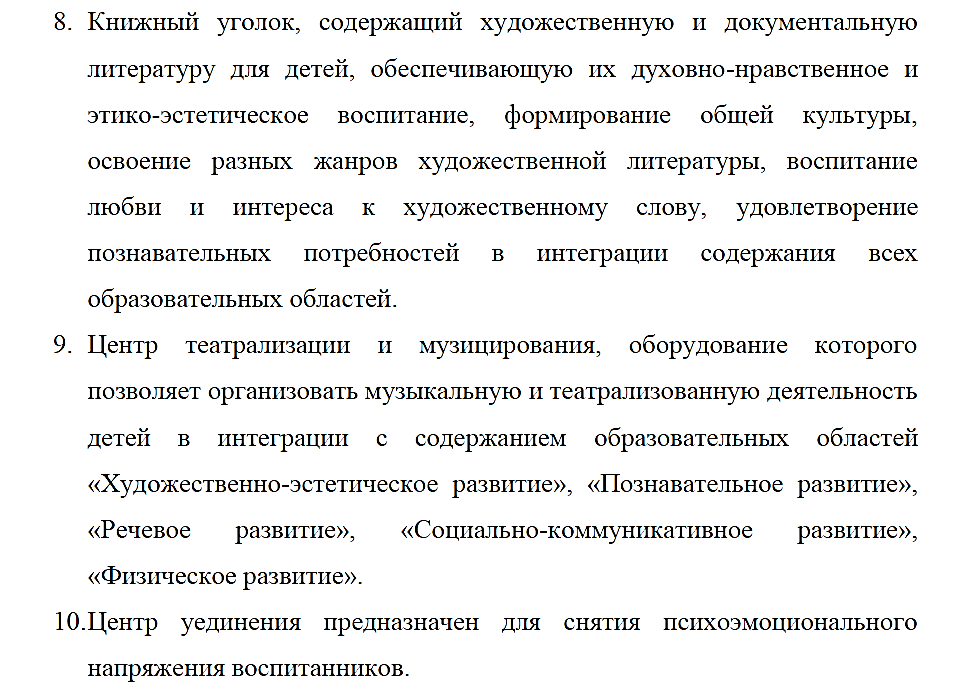 8. Книжный уголок, содержащий художественную и документальную
литературу для детей, обеспечивающую их духовно-нравственное и
этико-эстетическое воспитание, формирование общей культуры,
освоение разных жанров художественной литературы, воспитание
любви и интереса к художественному слову, удовлетворение
познавательных потребностей в интеграции содержания всех
образовательных областей.
9. Центр театрализации и музицирования, оборудование которого
позволяет организовать музыкальную и театрализованную деятельность
детей в интеграции с содержанием образовательных областей
«Художественно-эстетическое развитие», «Познавательное развитие»,
«Речевое развитие», «Социально-коммуникативное развитие»,
«Физическое развитие».
10.Центр уединения предназначен для снятия психоэмоционального
напряжения воспитанников.